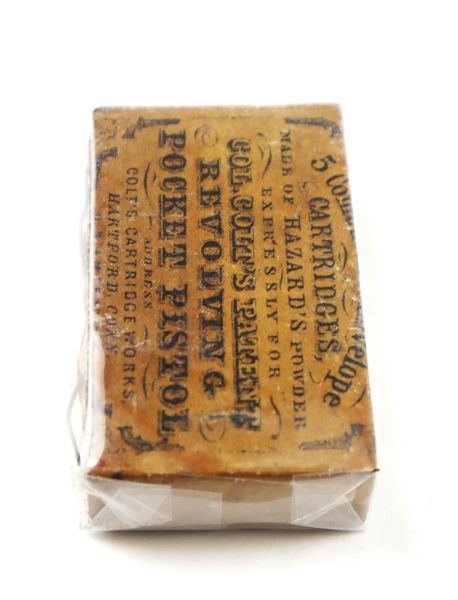 5 Combustible Envelope
CARTRIDGES,
MADE OF HAZARD'S POWDER
EXPRESSLY FOR
COL. COLT'S PATENT
REVOLVING
POCKET PISTOL.
ADDRESS
COLT'S CARTRIDGE WORKS
HARTFORD, CONN.